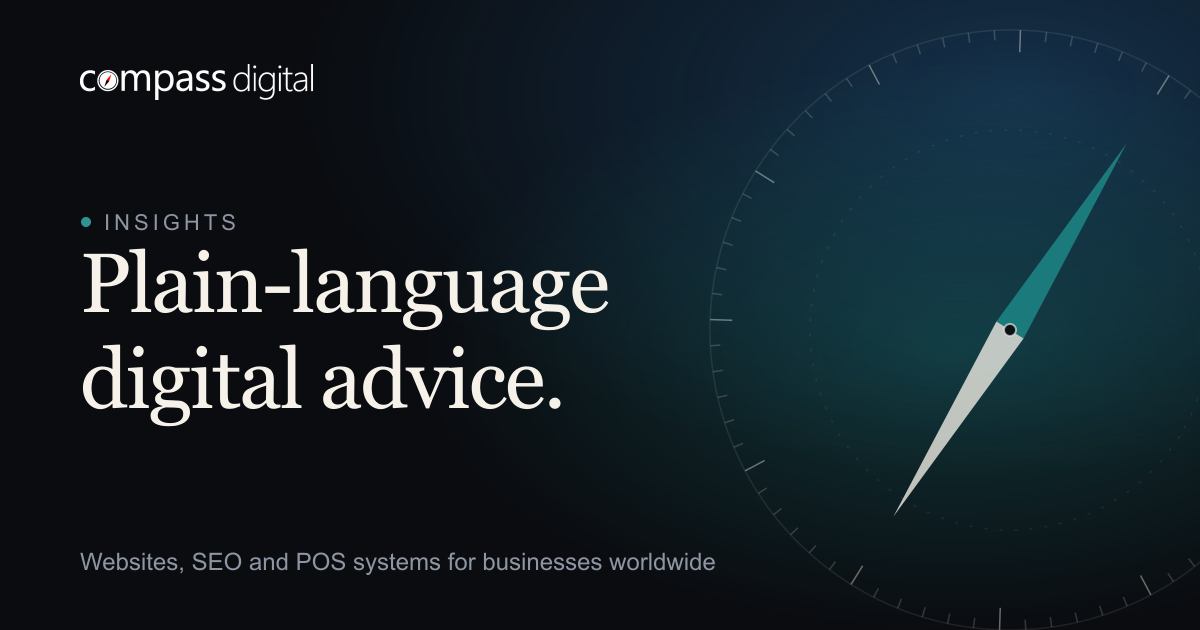 compass digital
INSIGHTS
Plain-language
digital advice.
Websites, SEO and POS systems for businesses worldwide